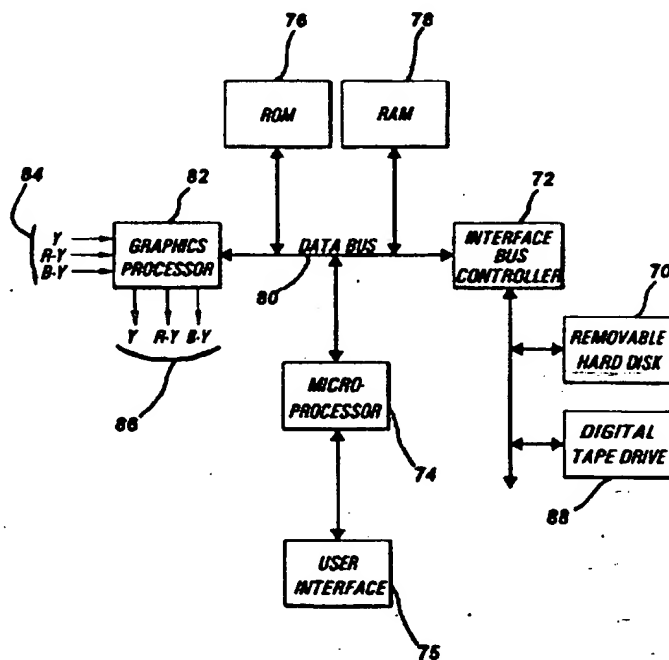 76
78
ROM
RAM
84
82
72
Y
R-Y
B-Y
GRAPHICS
PROCESSOR
DATA BUS
80
INTERFACE
BUS
CONTROLLER
70
Y R-Y B-Y
86
REMOVABLE
HARD DISK
MICRO-
PROCESSOR
74
DIGITAL
TAPE DRIVE
88
USER
INTERFACE
75